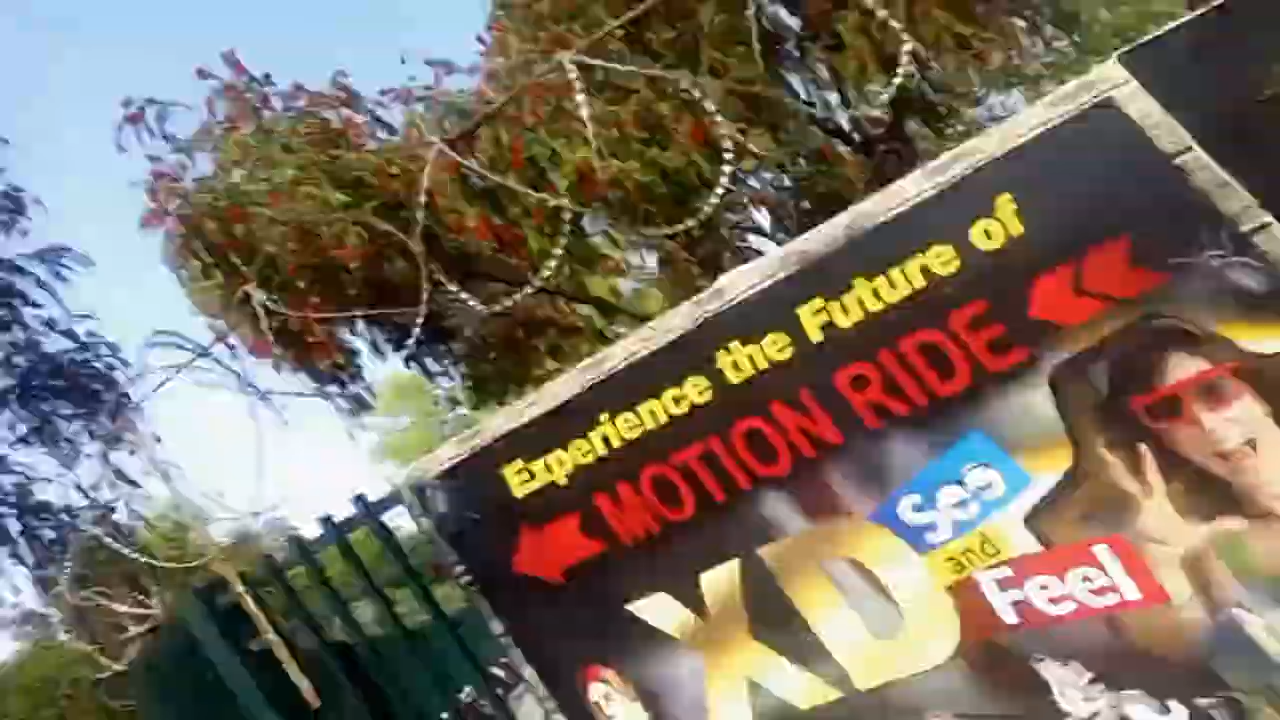 Experience the Future of
MOTION RIDE
XD
See
and
Feel